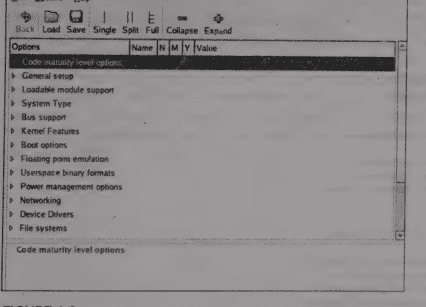 Back Load Save Single Split Full Collapse Expand
Options Name N M Y Value
Code maturity level options
General setup
Loadable module support
System Type
Bus support
Kernel Features
Boot options
Floating point emulation
Userspace binary formats
Power management options
Networking
Device Drivers
File systems
Code maturity level options